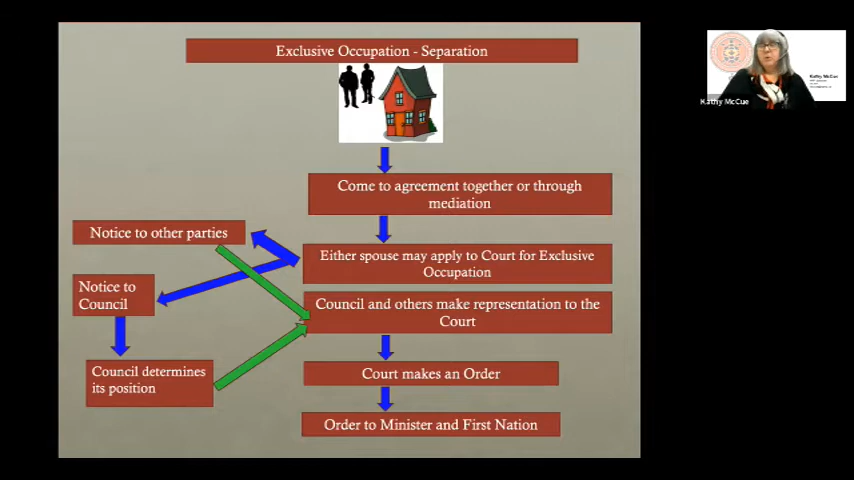 Exclusive Occupation - Separation
Come to agreement together or through
mediation
Notice to other parties
Either spouse may apply to Court for Exclusive
Occupation
Notice to
Council
Council and others make representation to the
Court
Council determines
its position
Court makes an Order
Order to Minister and First Nation
Kathy McCue
Kathy McCue